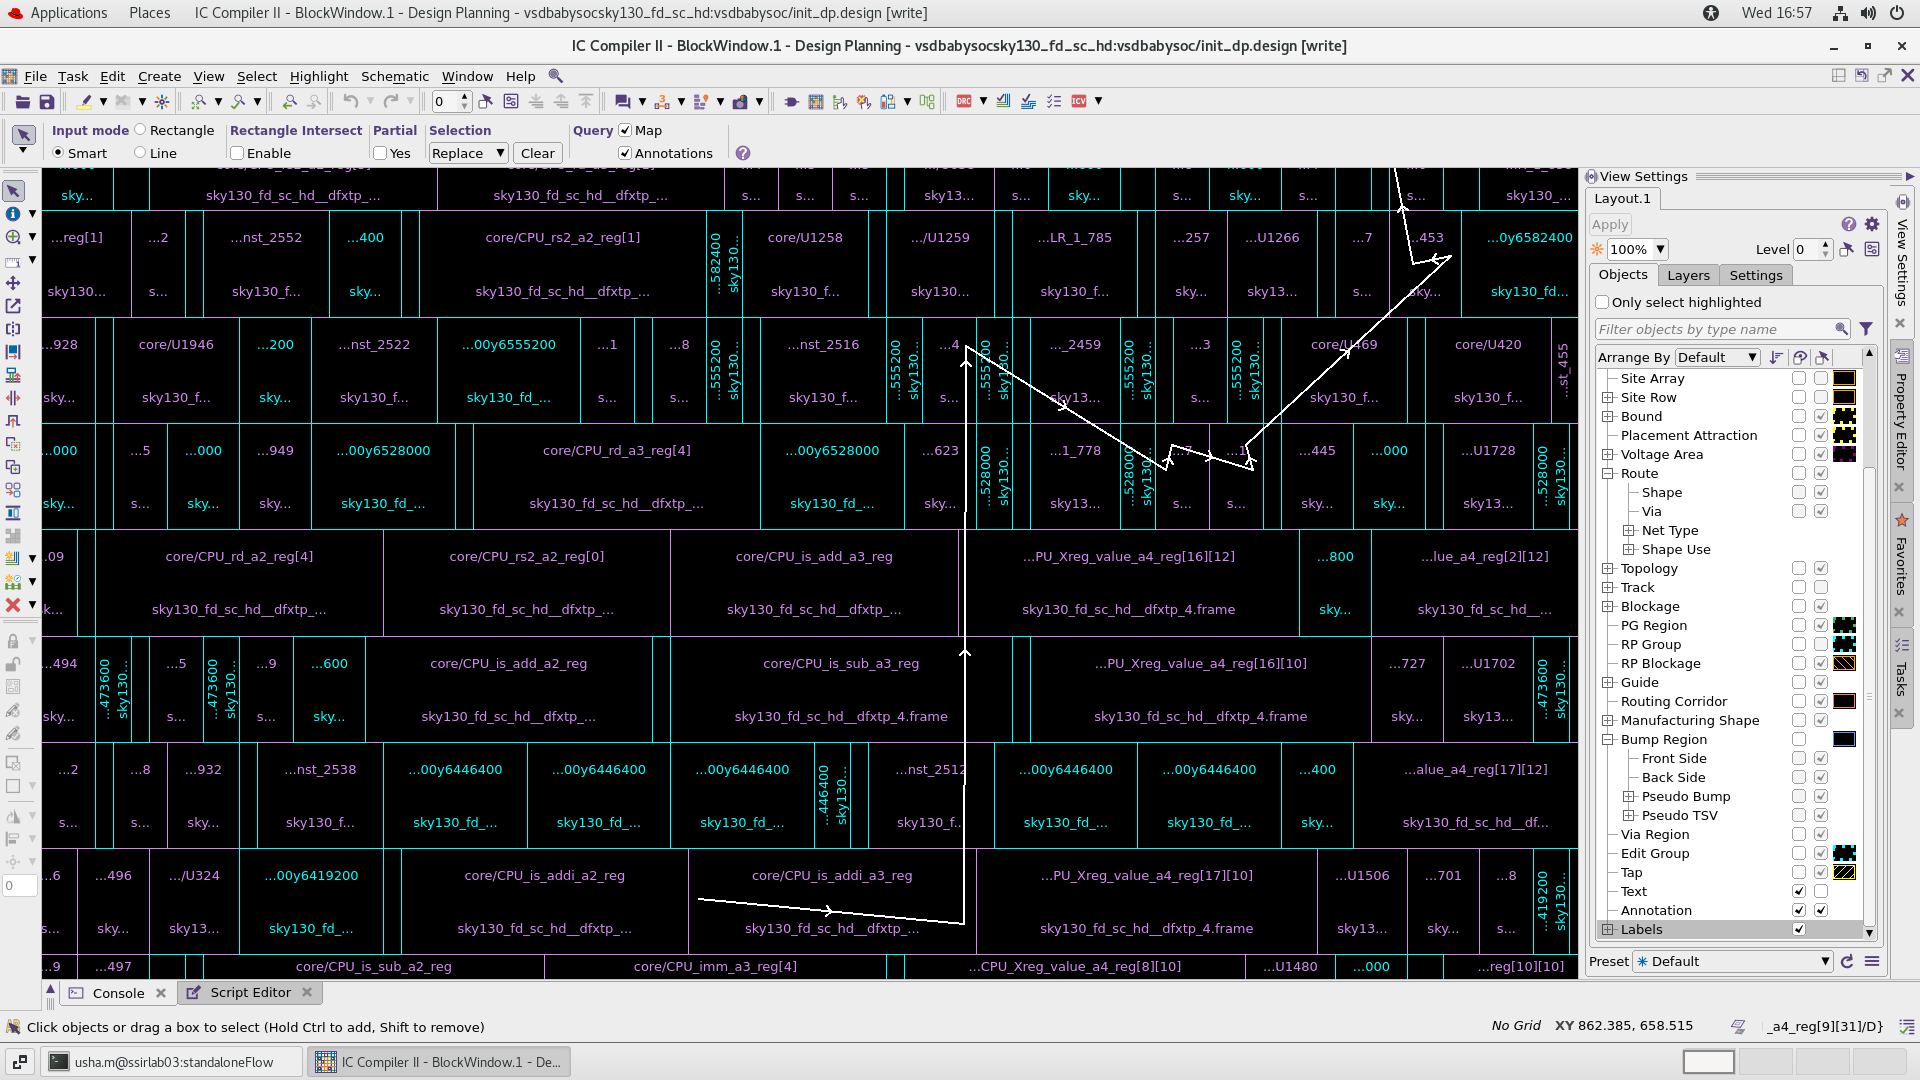 Applications Places IC Compiler II - BlockWindow.1 - Design Planning - vsdbabysocsky130_fd_sc_hd:vsdbabysoc/init_dp.design [write] Wed 16:57
IC Compiler II - BlockWindow.1 - Design Planning - vsdbabysocsky130_fd_sc_hd:vsdbabysoc/init_dp.design [write]
File Task Edit Create View Select Highlight Schematic Window Help
0 DRC ICV
Input mode Rectangle Rectangle Intersect Partial Selection Query Map
Smart Line Enable Yes Replace Clear Annotations
sky... sky130_fd_sc_hd__dfxtp_... sky130_fd_sc_hd__dfxtp_... s... s... s... sky13... s... sky... s... sky... s... sky130_...
...reg[1] ...2 ...nst_2552 ...400 core/CPU_rs2_a2_reg[1] ...582400 sky130... core/U1258 .../U1259 ...LR_1_785 ...257 ...U1266 ...7 ...453 ...0y6582400
sky130... s... sky130_f... sky... sky130_fd_sc_hd__dfxtp_... sky130_f... sky130... sky130_f... sky... sky13... s... sky... sky130_fd...
...928 core/U1946 ...200 ...nst_2522 ...00y6555200 ...1 ...8 ...555200 sky130... ...nst_2516 ...555200 sky130... ...4 ...555200 sky130... ..._2459 ...555200 sky130... ...3 ...555200 sky130... core/U469 core/U420 ...st_455
sky... sky130_f... sky... sky130_f... sky130_fd_... s... s... sky130_f... s... sky13... s... sky130_f... sky130_f...
...000 ...5 ...000 ...949 ...00y6528000 core/CPU_rd_a3_reg[4] ...00y6528000 ...623 ...528000 sky130... ...1_778 ...528000 sky130... ...7 ...1 ...445 ...000 ...U1728 ...528000 sky130...
sky... s... sky... sky... sky130_fd_... sky130_fd_sc_hd__dfxtp_... sky130_fd_... sky... sky13... s... s... sky... sky... sky13...
...09 core/CPU_rd_a2_reg[4] core/CPU_rs2_a2_reg[0] core/CPU_is_add_a3_reg ...PU_Xreg_value_a4_reg[16][12] ...800 ...lue_a4_reg[2][12]
sky130_fd_sc_hd__dfxtp_... sky130_fd_sc_hd__dfxtp_... sky130_fd_sc_hd__dfxtp_... sky130_fd_sc_hd__dfxtp_4.frame sky... sky130_fd_sc_hd__...
...494 ...473600 sky130... ...5 ...473600 sky130... ...9 ...600 core/CPU_is_add_a2_reg core/CPU_is_sub_a3_reg ...PU_Xreg_value_a4_reg[16][10] ...727 ...U1702 ...473600 sky130...
sky... s... s... sky... sky130_fd_sc_hd__dfxtp_... sky130_fd_sc_hd__dfxtp_4.frame sky130_fd_sc_hd__dfxtp_4.frame sky... sky13...
...2 ...8 ...932 ...nst_2538 ...00y6446400 ...00y6446400 ...00y6446400 ...446400 sky130... ...nst_2512 ...00y6446400 ...00y6446400 ...400 ...alue_a4_reg[17][12]
s... s... sky... sky130_f... sky130_fd_... sky130_fd_... sky130_fd_... sky130_f... sky130_fd_... sky130_fd_... sky... sky130_fd_sc_hd__df...
...6 ...496 .../U324 ...00y6419200 core/CPU_is_addi_a2_reg core/CPU_is_addi_a3_reg ...PU_Xreg_value_a4_reg[17][10] ...U1506 ...701 ...8 ...419200 sky130...
s... sky... sky13... sky130_fd_... sky130_fd_sc_hd__dfxtp_... sky130_fd_sc_hd__dfxtp_... sky130_fd_sc_hd__dfxtp_4.frame sky13... sky... s...
...9 ...497 core/CPU_is_sub_a2_reg core/CPU_imm_a3_reg[4] ...CPU_Xreg_value_a4_reg[8][10] ...U1480 ...000 ...reg[10][10]
View Settings
Layout.1
Apply
100% Level 0
Objects Layers Settings
Only select highlighted
Filter objects by type name
Arrange By Default
Site Array
Site Row
Bound
Placement Attraction
Voltage Area
Route
Shape
Via
Net Type
Shape Use
Topology
Track
Blockage
PG Region
RP Group
RP Blockage
Guide
Routing Corridor
Manufacturing Shape
Bump Region
Front Side
Back Side
Pseudo Bump
Pseudo TSV
Via Region
Edit Group
Tap
Text
Annotation
Labels
Preset Default
View Settings
Property Editor
Favorites
Tasks
0
Console Script Editor
Click objects or drag a box to select (Hold Ctrl to add, Shift to remove) No Grid XY 862.385, 658.515 _a4_reg[9][31]/D}
usha.m@ssirlab03:standaloneFlow IC Compiler II - BlockWindow.1 - De...